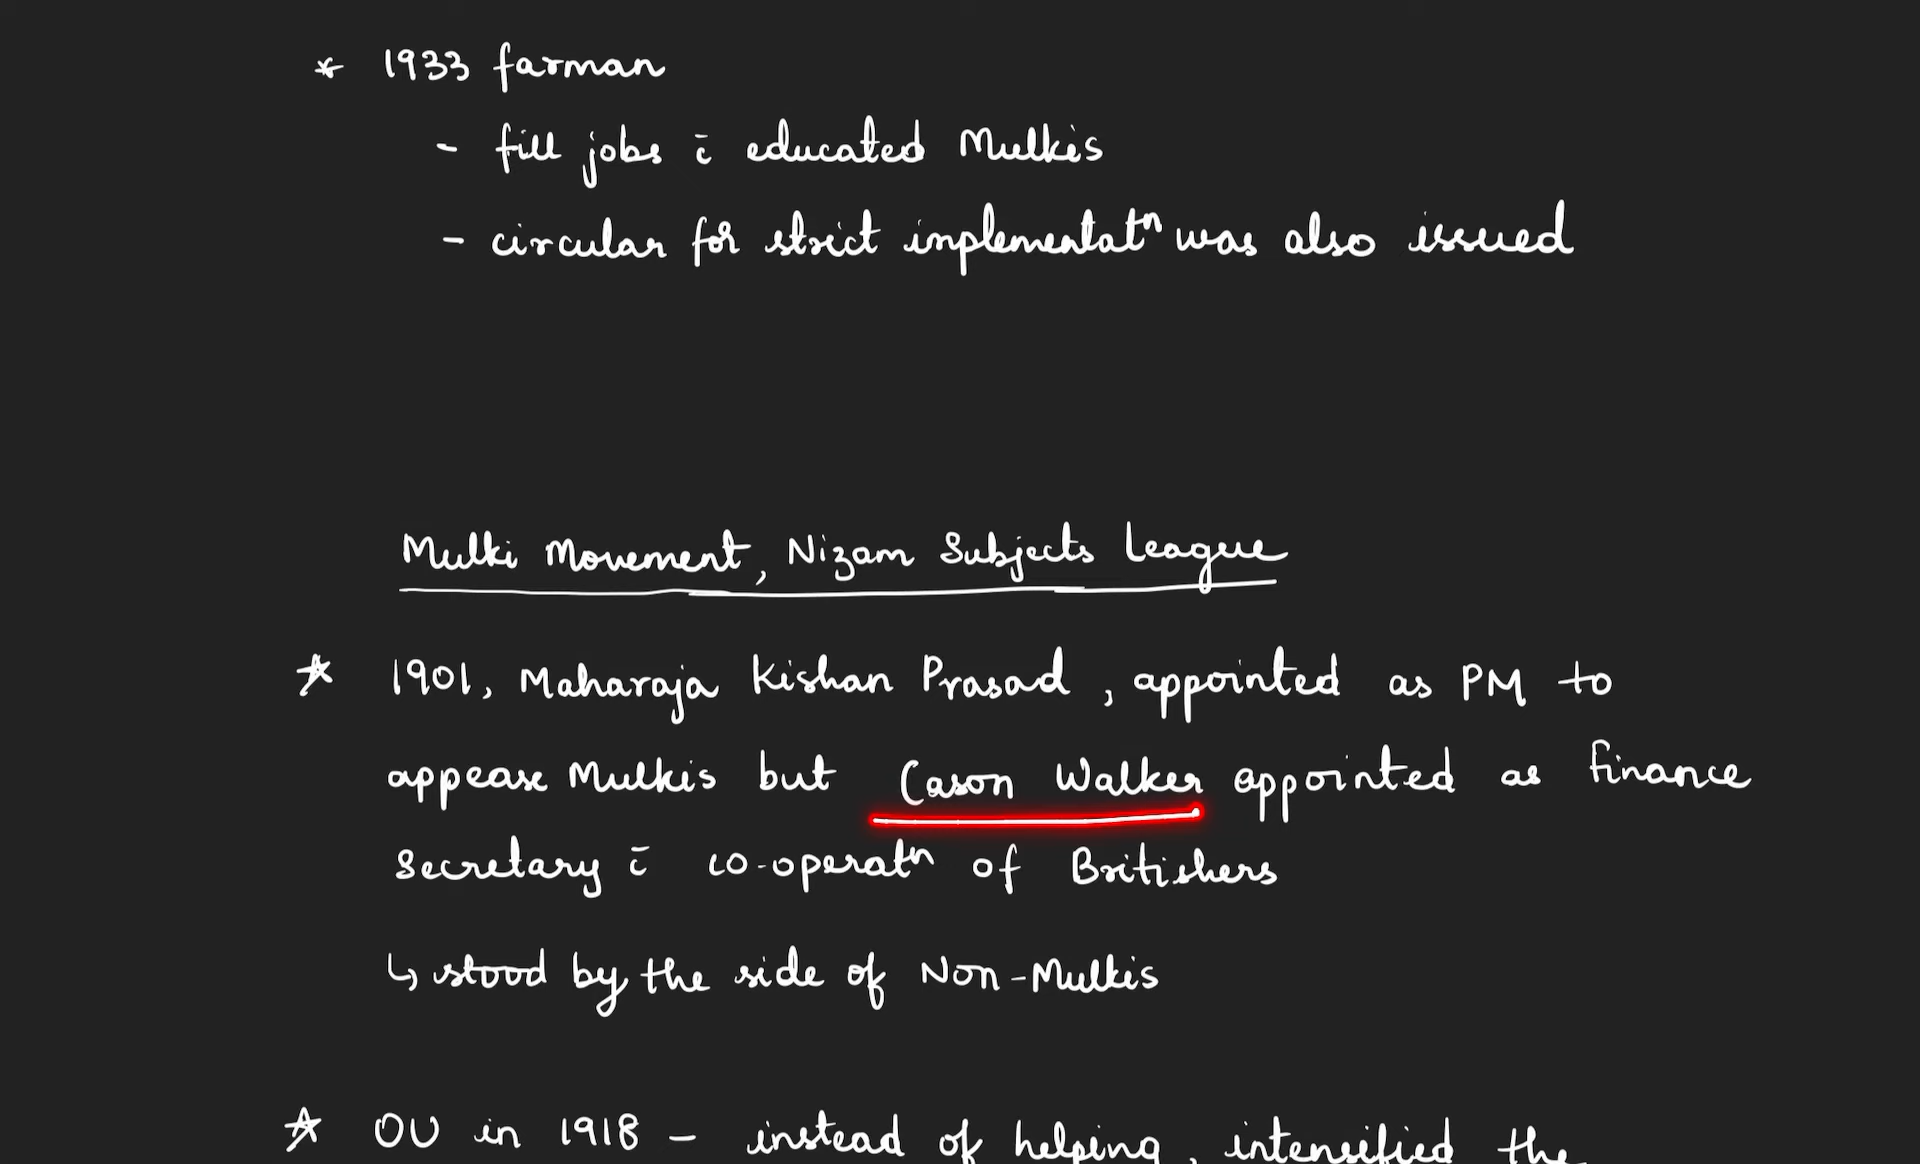 * 1933 farman
- fill jobs c̄ educated Mulkis
- circular for strict implementatⁿ was also issued
Mulki Movement, Nizam Subjects League
* 1901, Maharaja Kishan Prasad, appointed as PM to
appease Mulkis but Cason Walker appointed as finance
Secretary c̄ co-operatⁿ of Britishers
↳ stood by the side of Non-Mulkis
* OU in 1918 - instead of helping, intensified the